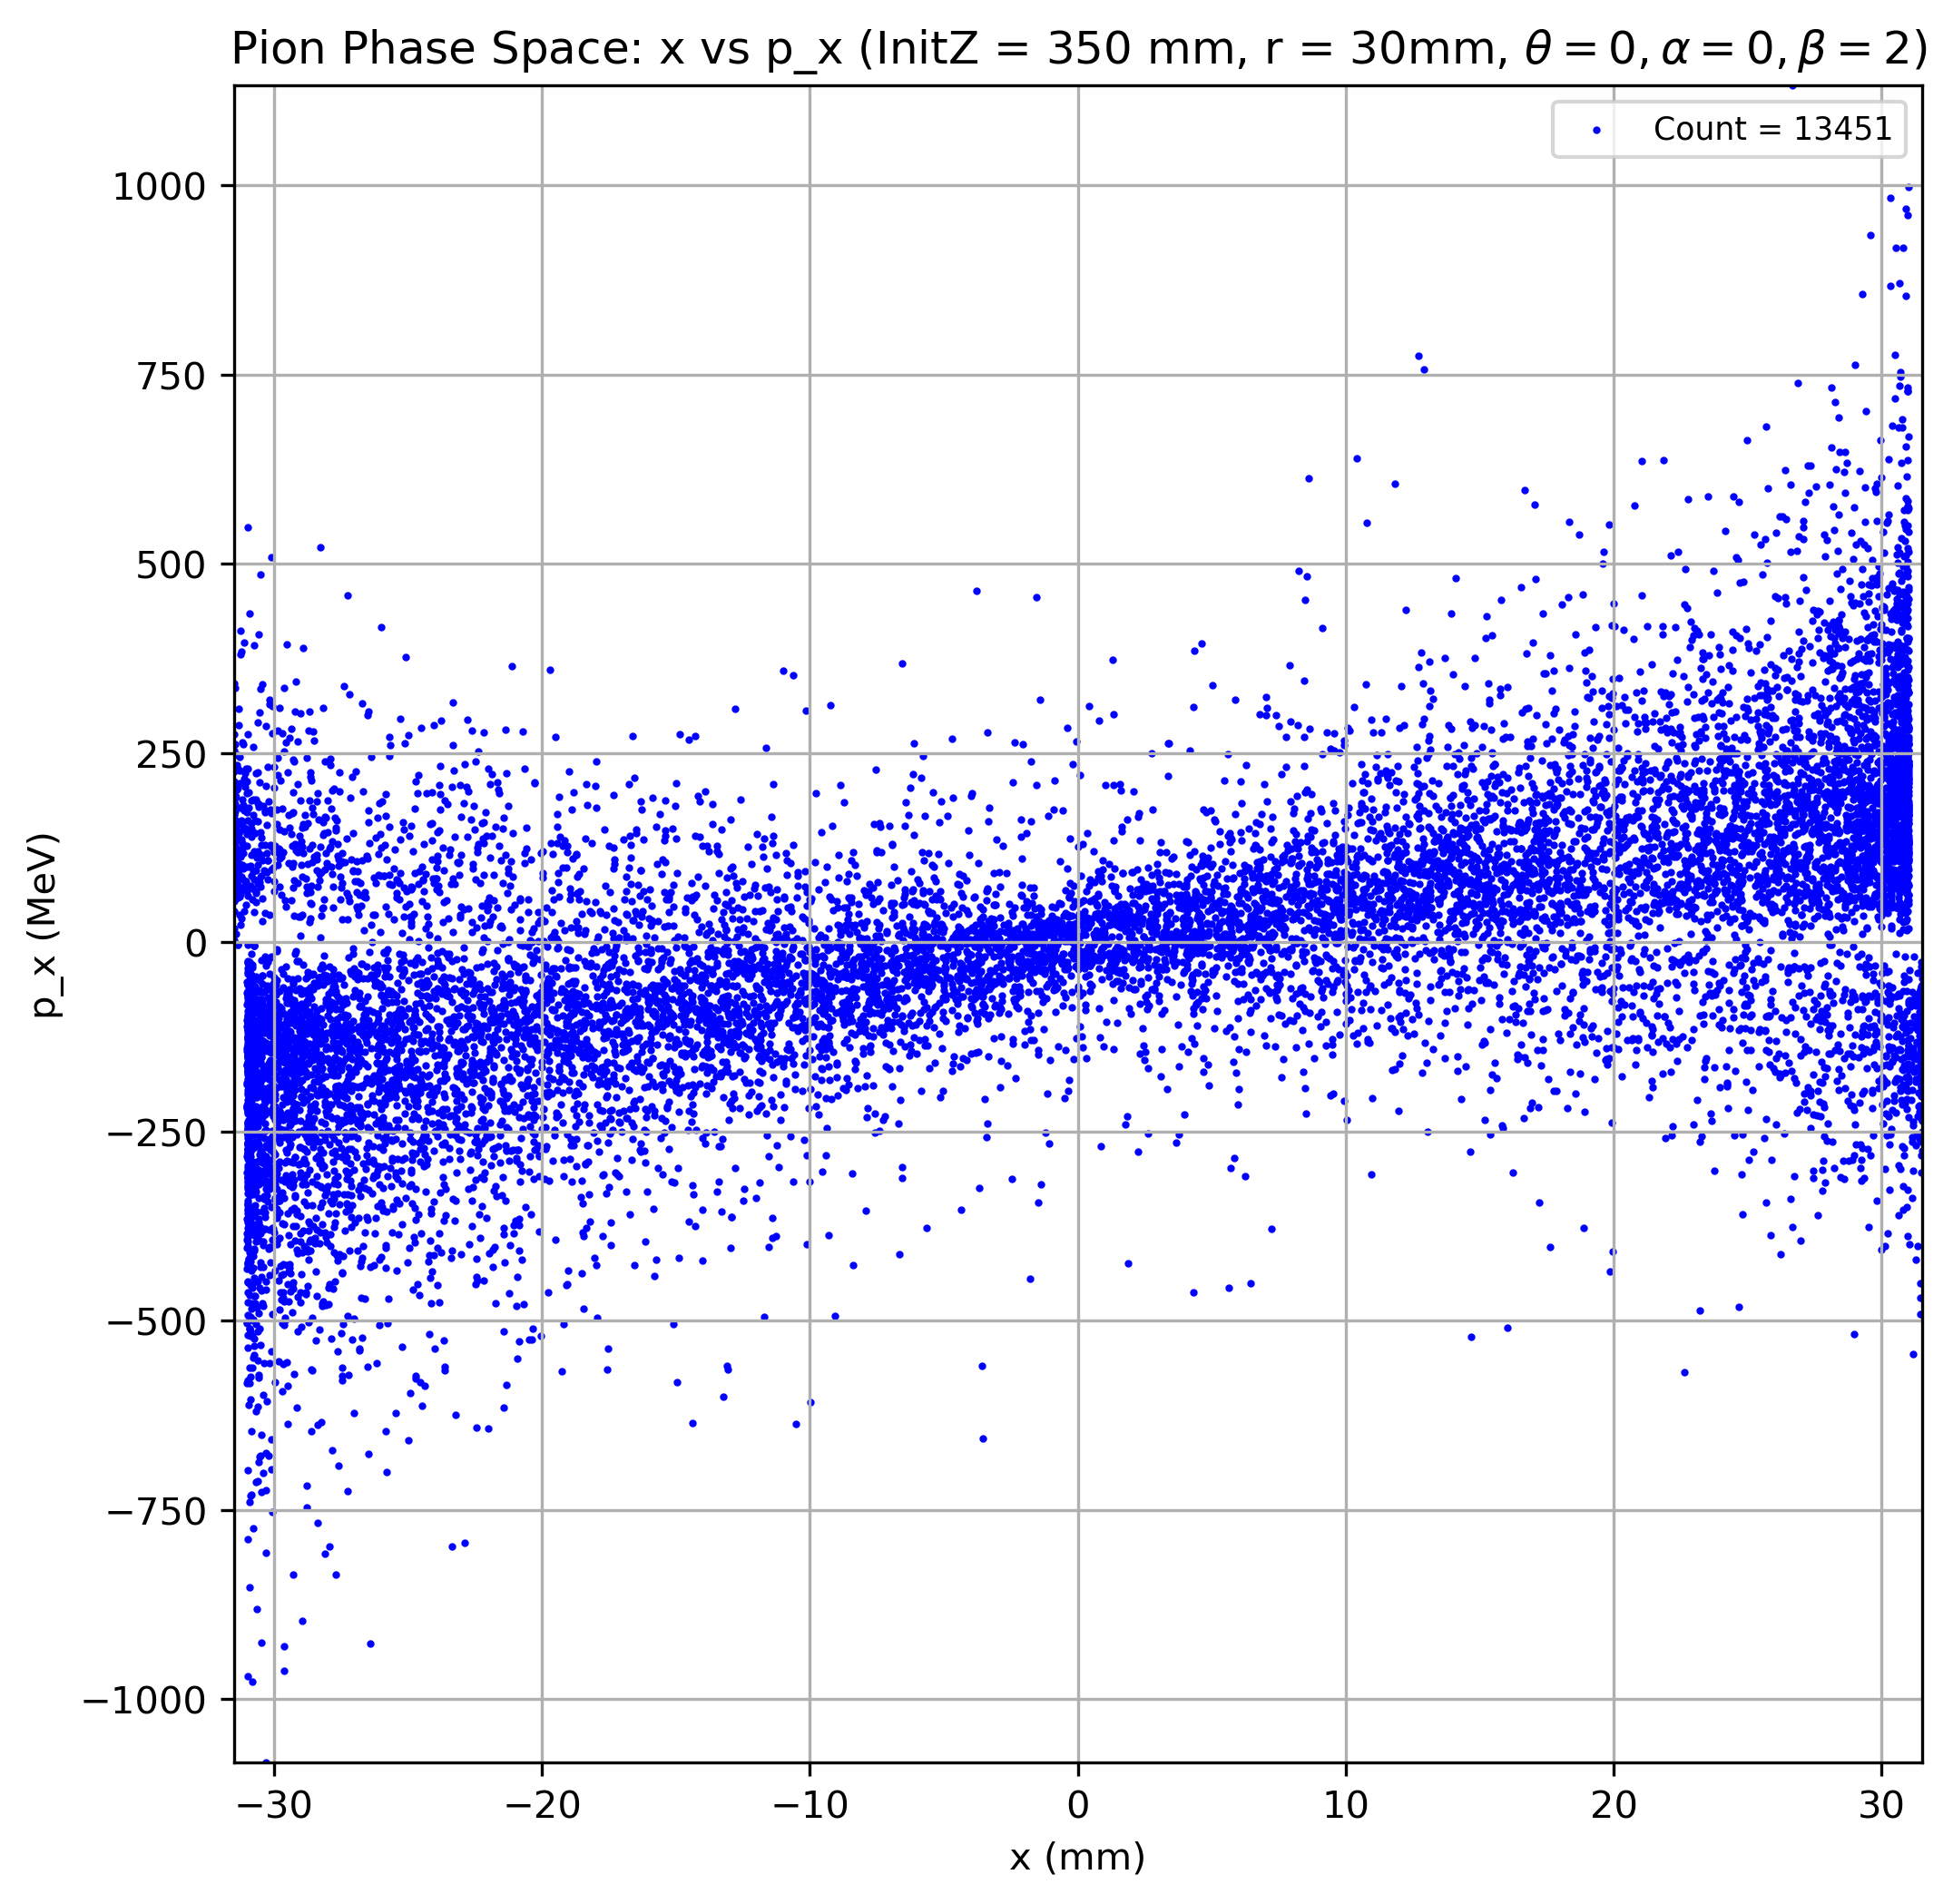 Pion Phase Space: x vs p_x (InitZ = 350 mm, r = 30mm, θ = 0, α = 0, β = 2)
Count = 13451
1000
750
500
250
0
−250
−500
−750
−1000
p_x (MeV)
−30 −20 −10 0 10 20 30
x (mm)